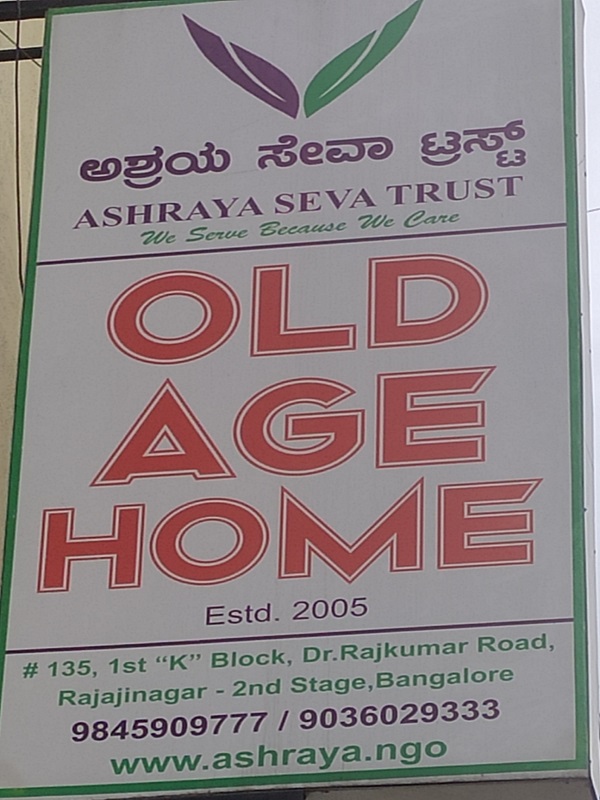 ಅಶ್ರಯ ಸೇವಾ ಟ್ರಸ್ಟ್
ASHRAYA SEVA TRUST
We Serve Because We Care
OLD
AGE
HOME
Estd. 2005
# 135, 1st “K” Block, Dr.Rajkumar Road,
Rajajinagar - 2nd Stage,Bangalore
9845909777 / 9036029333
www.ashraya.ngo